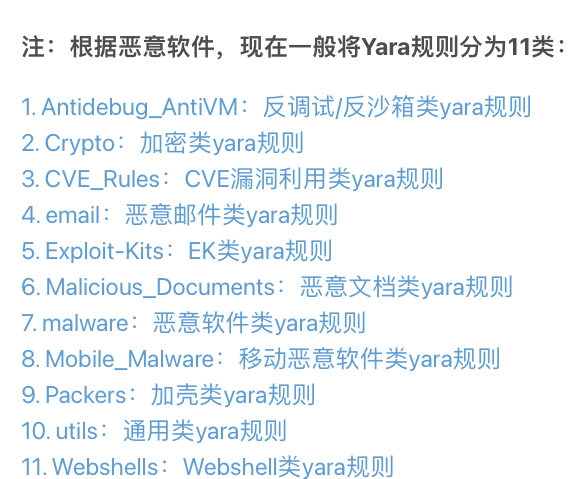 注：根据恶意软件，现在一般将Yara规则分为11类：
1. Antidebug_AntiVM：反调试/反沙箱类yara规则
2. Crypto：加密类yara规则
3. CVE_Rules：CVE漏洞利用类yara规则
4. email：恶意邮件类yara规则
5. Exploit-Kits：EK类yara规则
6. Malicious_Documents：恶意文档类yara规则
7. malware：恶意软件类yara规则
8. Mobile_Malware：移动恶意软件类yara规则
9. Packers：加壳类yara规则
10. utils：通用类yara规则
11. Webshells：Webshell类yara规则